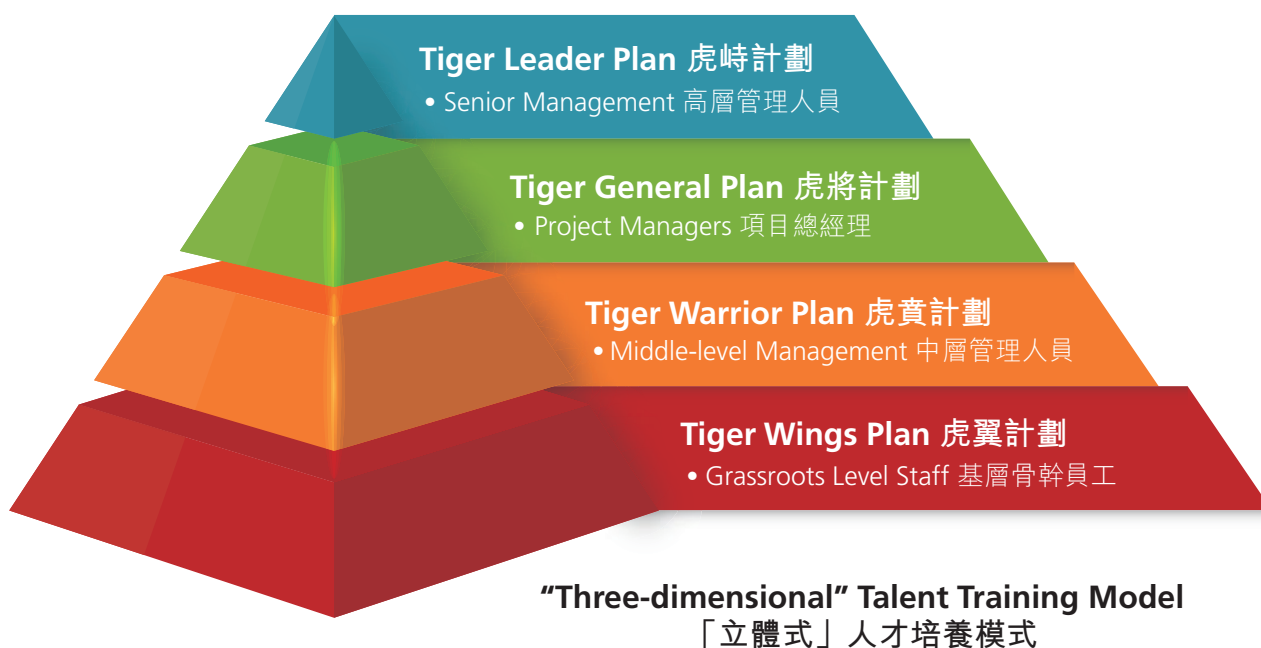 Tiger Leader Plan 虎峙計劃
• Senior Management 高層管理人員
Tiger General Plan 虎將計劃
• Project Managers 項目總經理
Tiger Warrior Plan 虎賁計劃
• Middle-level Management 中層管理人員
Tiger Wings Plan 虎翼計劃
• Grassroots Level Staff 基層骨幹員工
“Three-dimensional” Talent Training Model
「立體式」人才培養模式